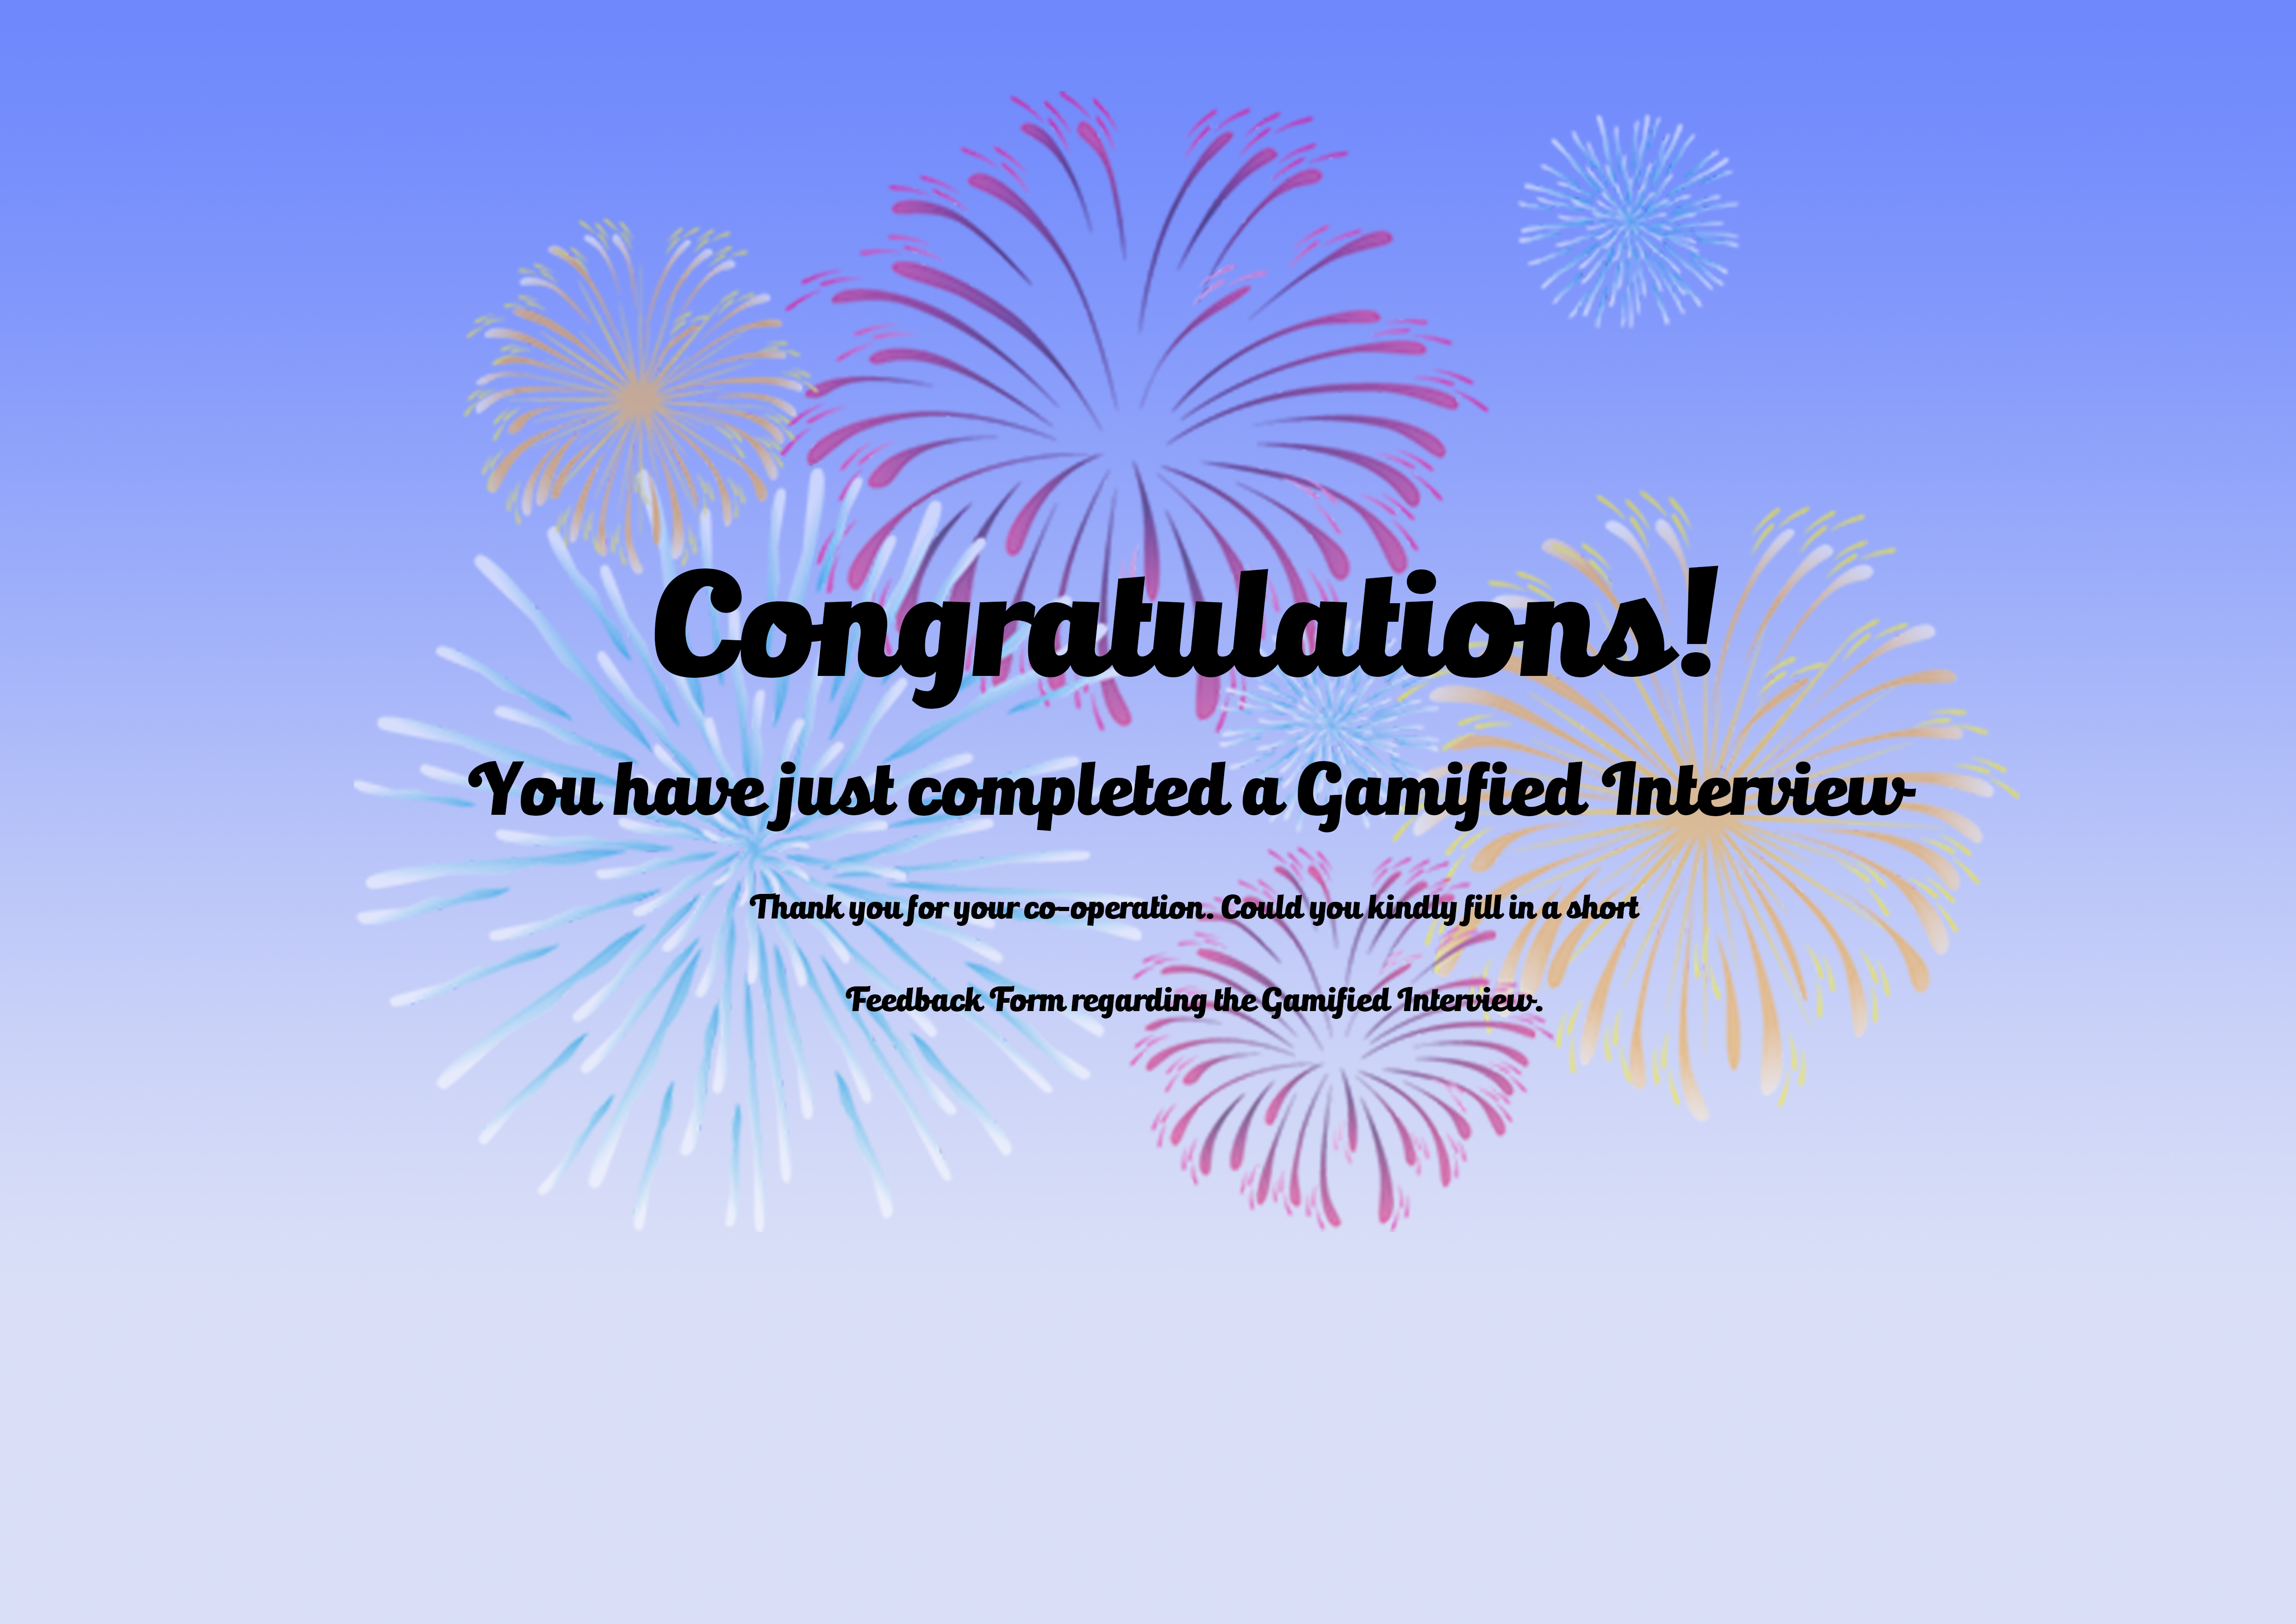 Congratulations!
You have just completed a Gamified Interview
Thank you for your co-operation. Could you kindly fill in a short
Feedback Form regarding the Gamified Interview.